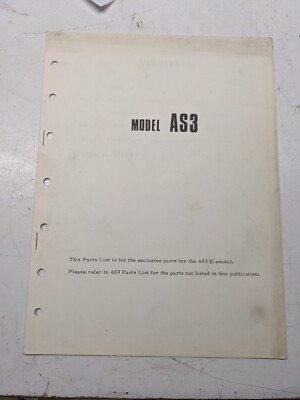 MODEL AS3
This Parts List is for the exclusive parts for the AS3 (Canada).
Please refer to AS3 Parts List for the parts not listed in this publication.